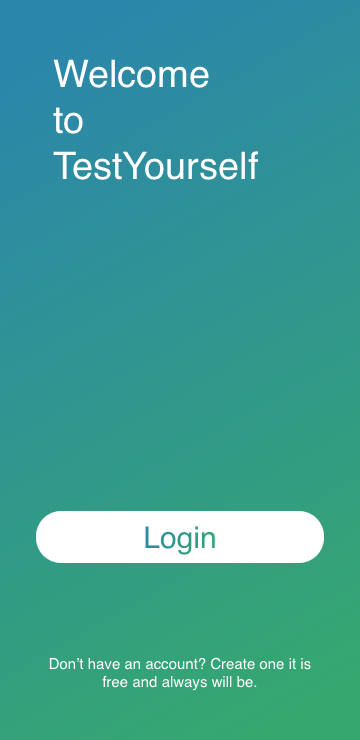 Welcome
to
TestYourself
Login
Don’t have an account? Create one it is
free and always will be.